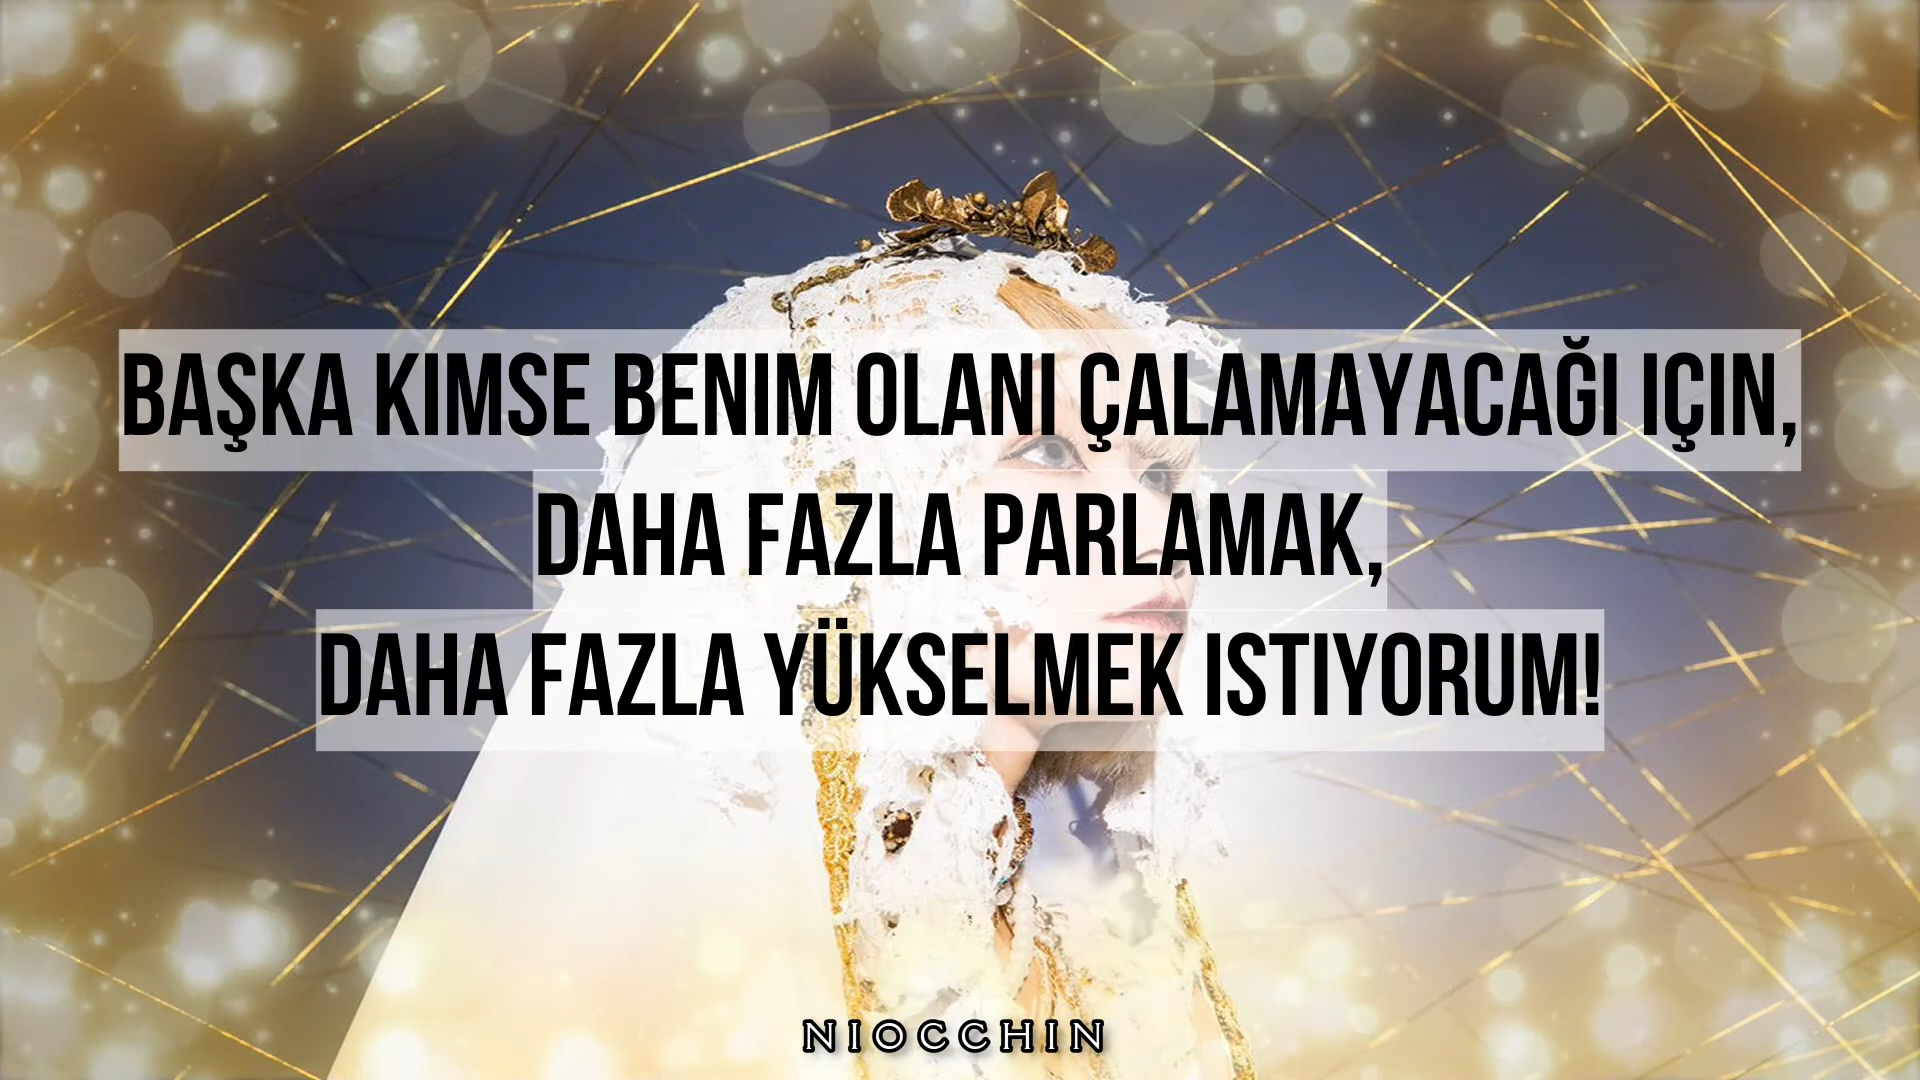 BAŞKA KIMSE BENIM OLANI ÇALAMAYACAĞI IÇIN,
DAHA FAZLA PARLAMAK,
DAHA FAZLA YÜKSELMEK ISTIYORUM!
NIOCCHIN